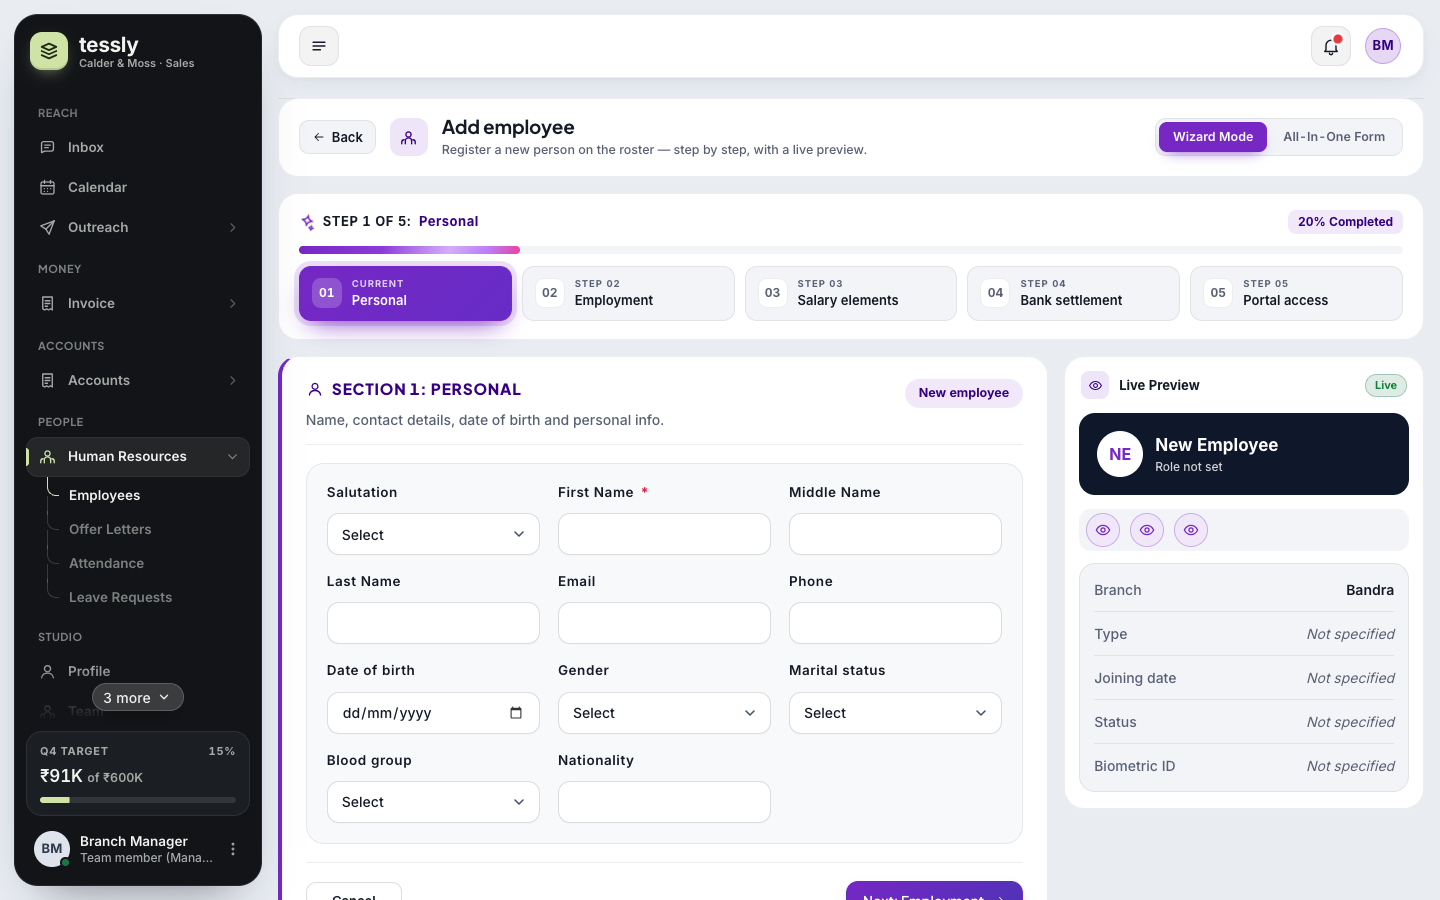 tessly
Calder & Moss · Sales
REACH
Inbox
Calendar
Outreach
MONEY
Invoice
ACCOUNTS
Accounts
PEOPLE
Human Resources
Employees
Offer Letters
Attendance
Leave Requests
STUDIO
Profile
3 more
Team
Q4 TARGET 15%
₹91K of ₹600K
BM
Branch Manager
Team member (Mana...
BM
Back
Add employee
Register a new person on the roster — step by step, with a live preview.
Wizard Mode
All-In-One Form
STEP 1 OF 5: Personal
20% Completed
01 CURRENT
Personal
02 STEP 02
Employment
03 STEP 03
Salary elements
04 STEP 04
Bank settlement
05 STEP 05
Portal access
SECTION 1: PERSONAL
New employee
Name, contact details, date of birth and personal info.
Salutation
First Name *
Middle Name
Select
Last Name
Email
Phone
Date of birth
Gender
Marital status
dd/mm/yyyy
Select
Select
Blood group
Nationality
Select
Cancel
Next: Employment
Live Preview
Live
NE
New Employee
Role not set
Branch Bandra
Type Not specified
Joining date Not specified
Status Not specified
Biometric ID Not specified